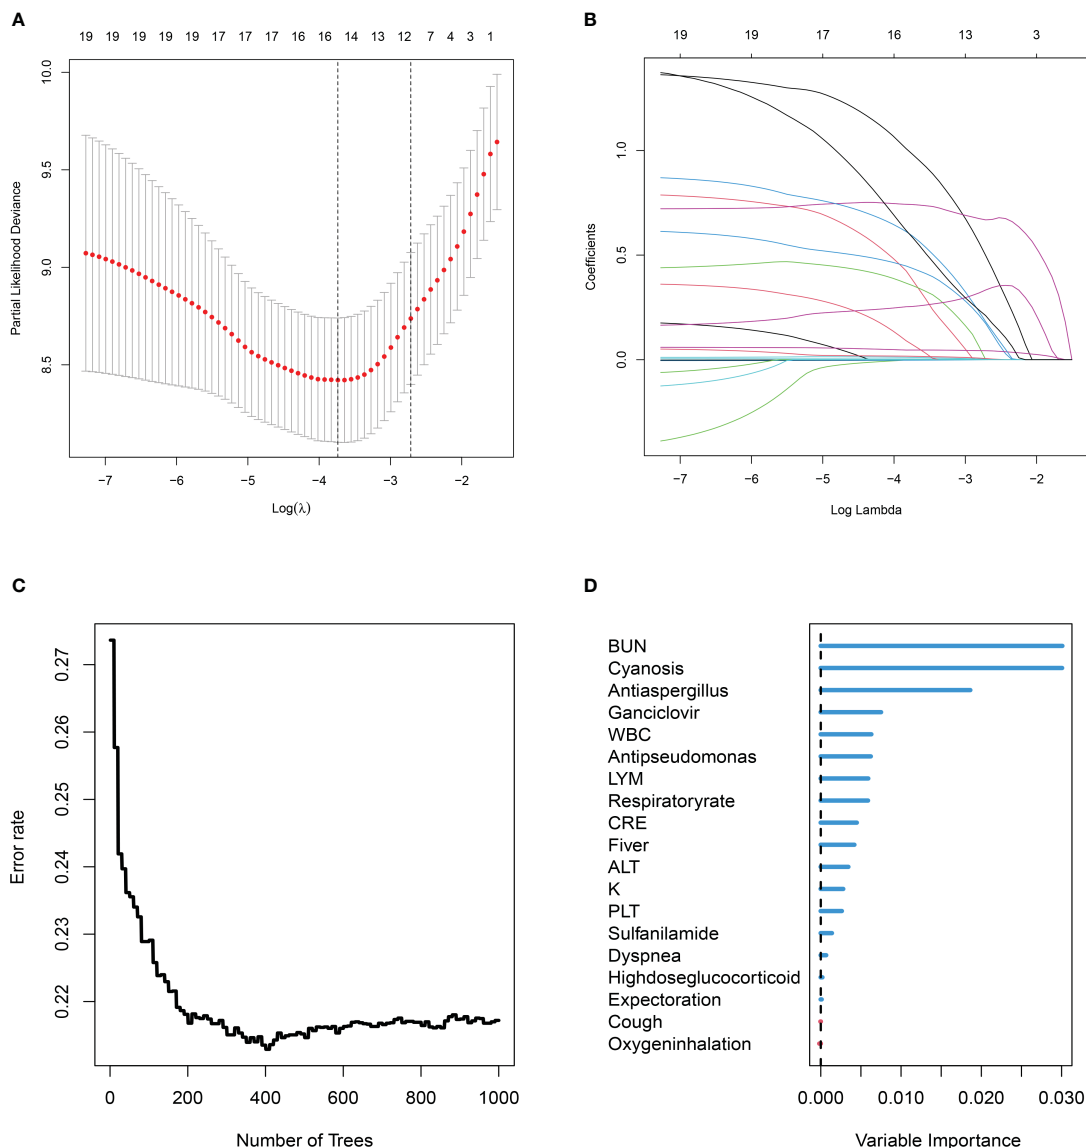 A
19 19 19 19 19 17 17 17 16 16 14 13 12 7 4 3 1
10.0
9.5
9.0
8.5
Partial Likelihood Deviance
−7 −6 −5 −4 −3 −2
Log(λ)
B
19 19 17 16 13 3
1.0
0.5
0.0
Coefficients
−7 −6 −5 −4 −3 −2
Log Lambda
C
0.27
0.26
0.25
0.24
0.23
0.22
Error rate
0 200 400 600 800 1000
Number of Trees
D
BUN
Cyanosis
Antiaspergillus
Ganciclovir
WBC
Antipseudomonas
LYM
Respiratoryrate
CRE
Fiver
ALT
K
PLT
Sulfanilamide
Dyspnea
Highdoseglucocorticoid
Expectoration
Cough
Oxygeninhalation
0.000 0.010 0.020 0.030
Variable Importance